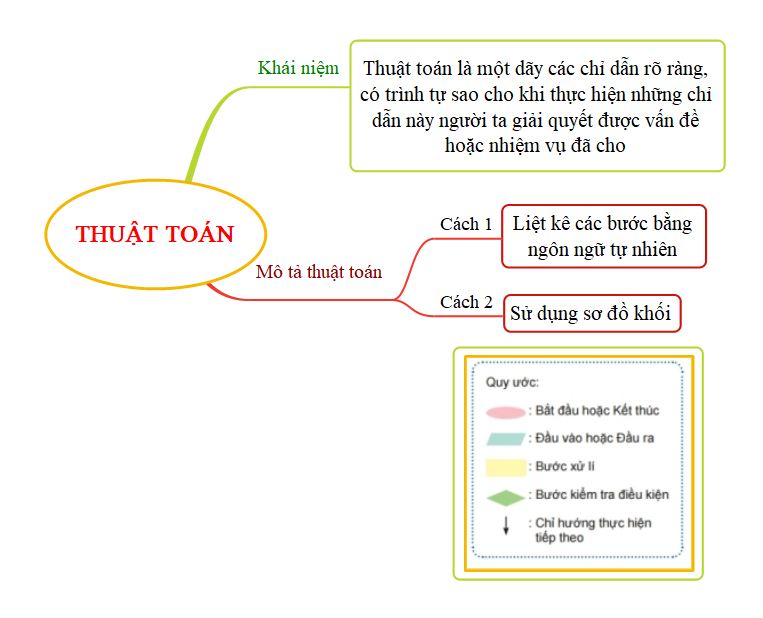 Khái niệm
Thuật toán là một dãy các chỉ dẫn rõ ràng,
có trình tự sao cho khi thực hiện những chỉ
dẫn này người ta giải quyết được vấn đề
hoặc nhiệm vụ đã cho
THUẬT TOÁN
Mô tả thuật toán
Cách 1
Liệt kê các bước bằng
ngôn ngữ tự nhiên
Cách 2
Sử dụng sơ đồ khối
Quy ước:
: Bắt đầu hoặc Kết thúc
: Đầu vào hoặc Đầu ra
: Bước xử lí
: Bước kiểm tra điều kiện
: Chỉ hướng thực hiện
tiếp theo